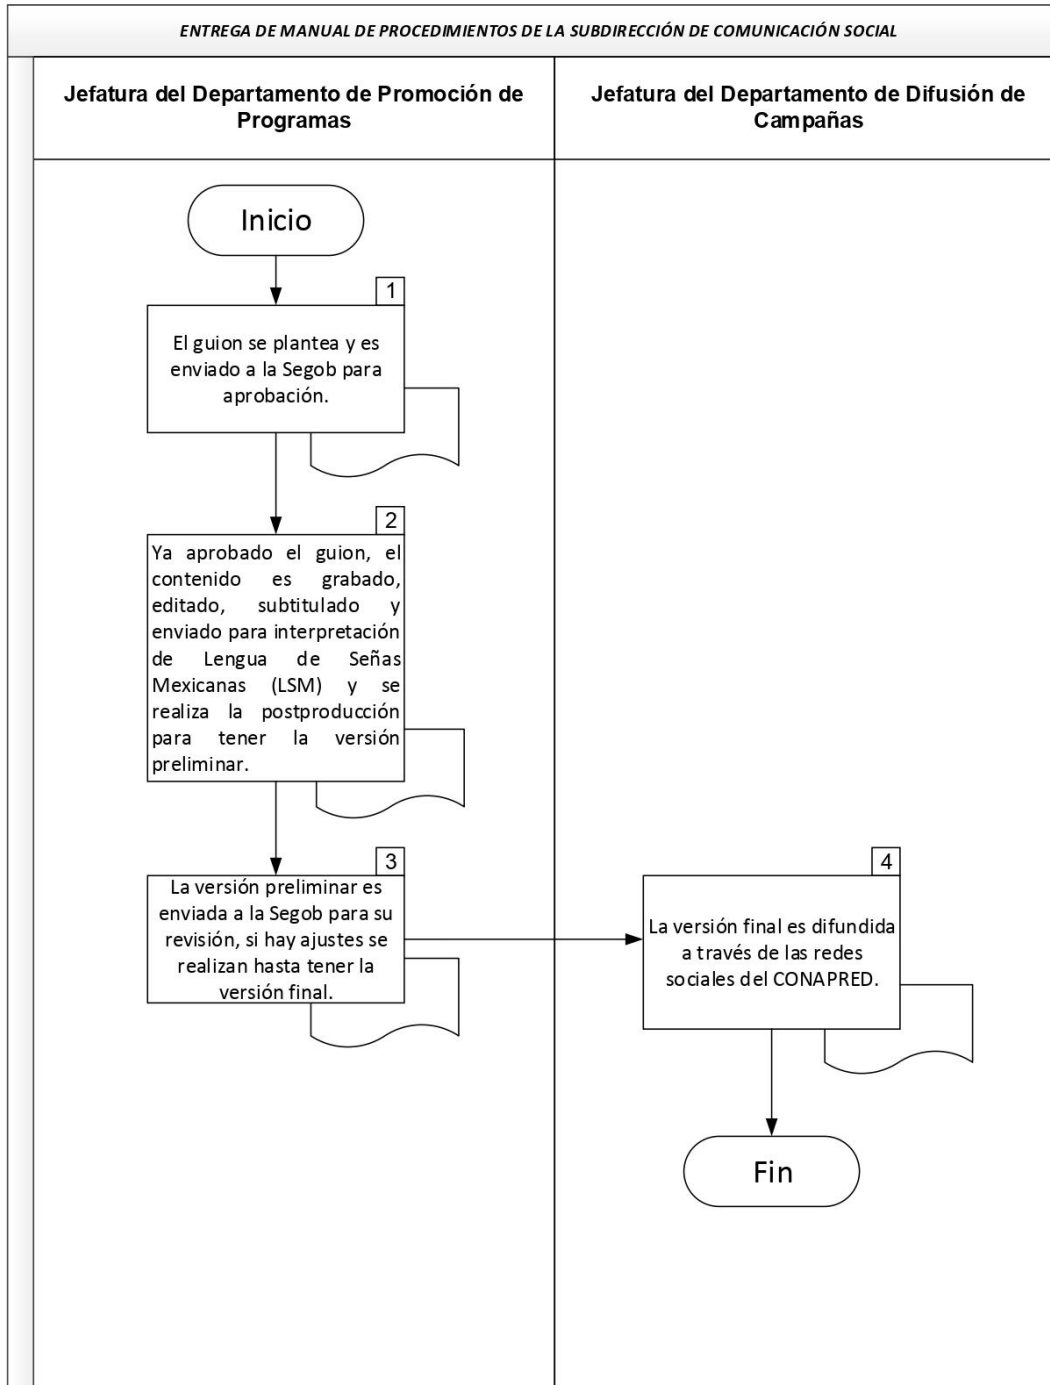 ENTREGA DE MANUAL DE PROCEDIMIENTOS DE LA SUBDIRECCIÓN DE COMUNICACIÓN SOCIAL
Jefatura del Departamento de Promoción de
Programas
Jefatura del Departamento de Difusión de
Campañas
Inicio
1
El guion se plantea y es
enviado a la Segob para
aprobación.
2
Ya aprobado el guion, el
contenido es grabado,
editado, subtitulado y
enviado para interpretación
de Lengua de Señas
Mexicanas (LSM) y se
realiza la postproducción
para tener la versión
preliminar.
3
La versión preliminar es
enviada a la Segob para su
revisión, si hay ajustes se
realizan hasta tener la
versión final.
4
La versión final es difundida
a través de las redes
sociales del CONAPRED.
Fin